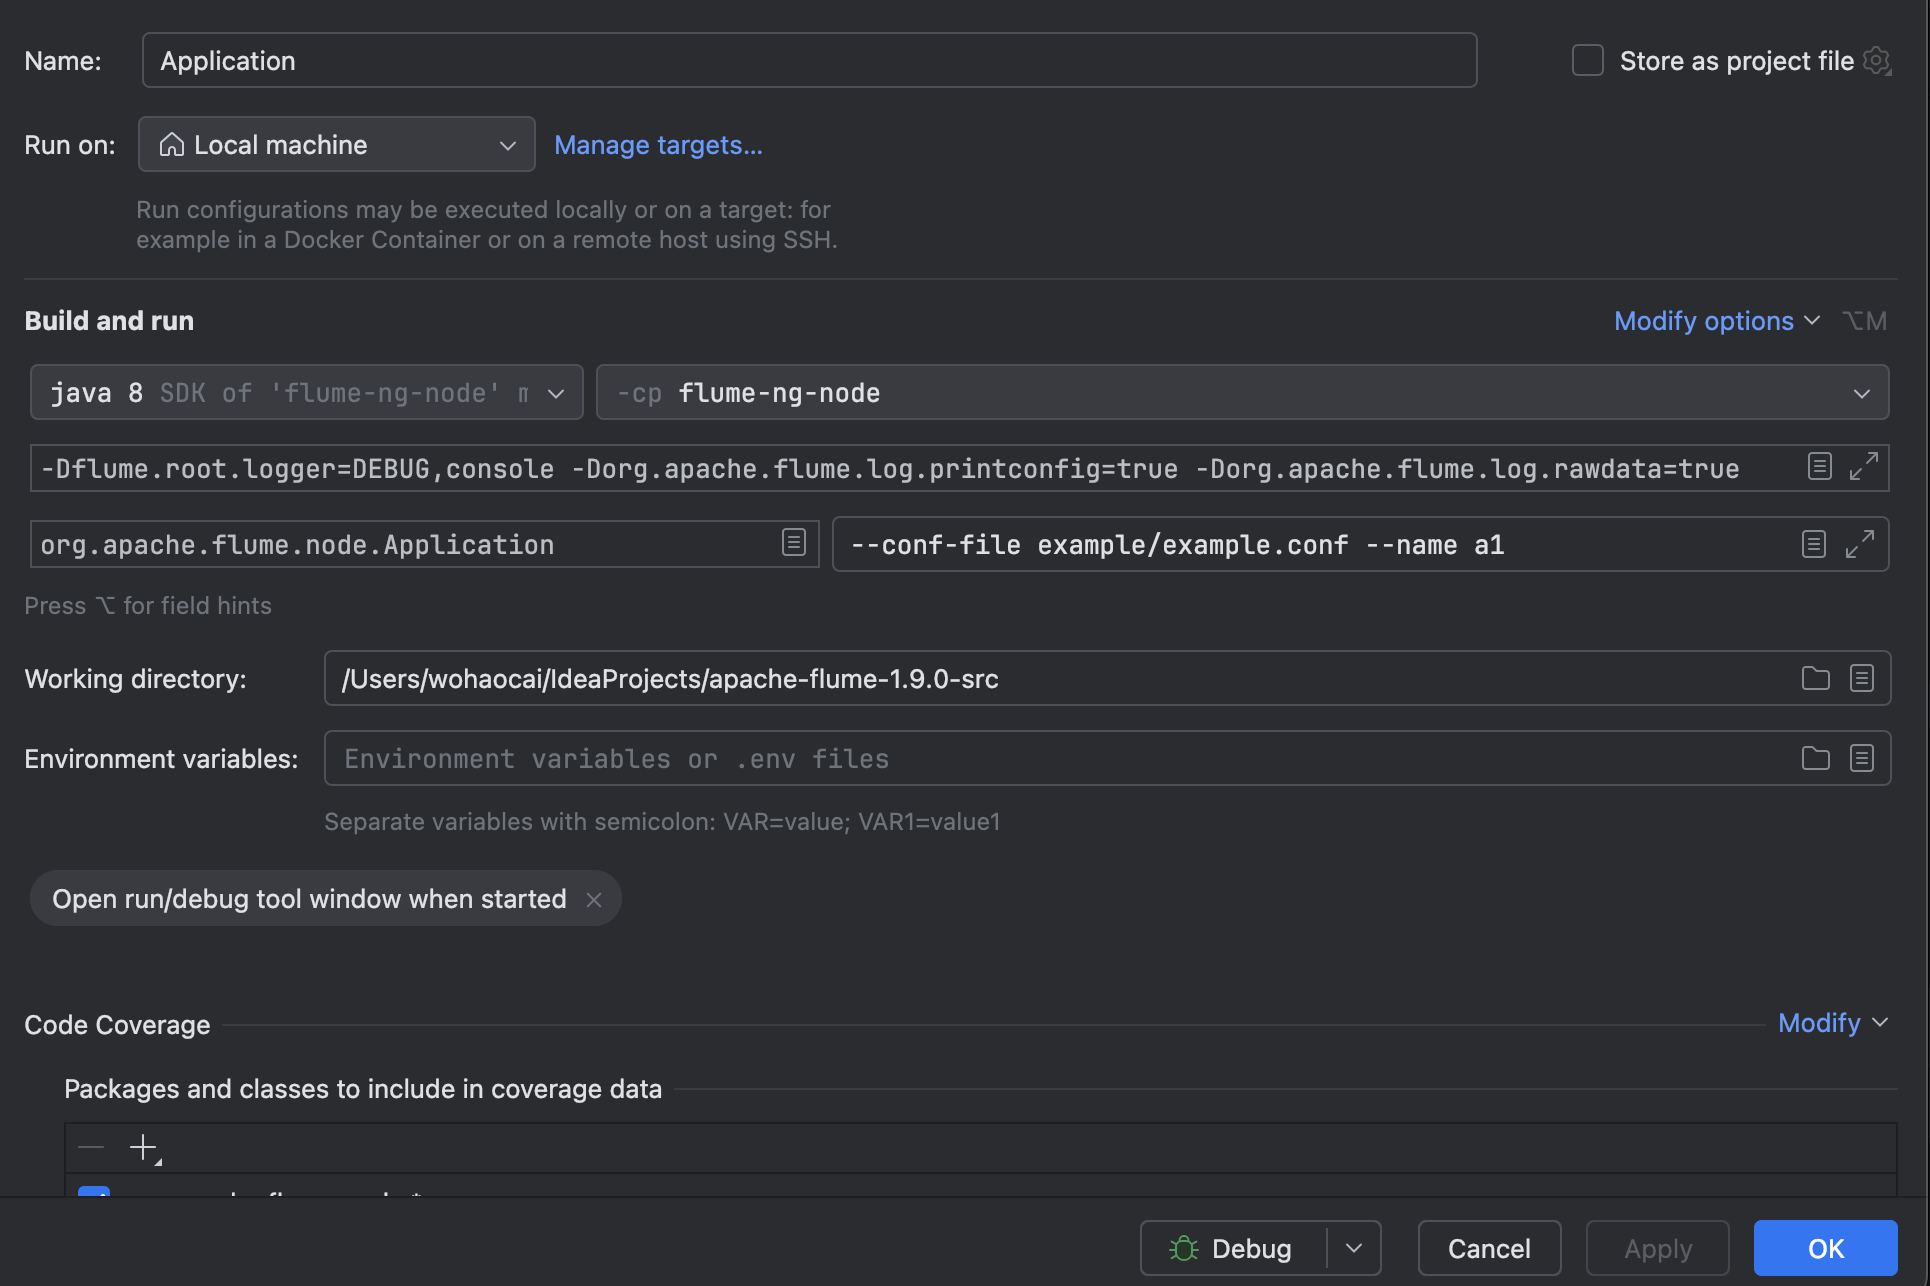 Name: Application Store as project file
Run on: Local machine Manage targets...
Run configurations may be executed locally or on a target: for
example in a Docker Container or on a remote host using SSH.
Build and run Modify options ⌥M
java 8 SDK of 'flume-ng-node' -cp flume-ng-node
-Dflume.root.logger=DEBUG,console -Dorg.apache.flume.log.printconfig=true -Dorg.apache.flume.log.rawdata=true
org.apache.flume.node.Application --conf-file example/example.conf --name a1
Press ⌥ for field hints
Working directory: /Users/wohaocai/IdeaProjects/apache-flume-1.9.0-src
Environment variables: Environment variables or .env files
Separate variables with semicolon: VAR=value; VAR1=value1
Open run/debug tool window when started
Code Coverage Modify
Packages and classes to include in coverage data
Debug Cancel Apply OK